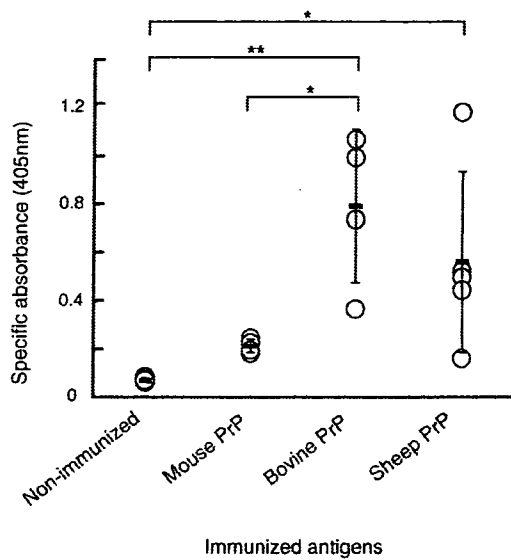 *
**
*
1.2
0.8
0.4
0
Specific absorbance (405nm)
Non-immunized
Mouse PrP
Bovine PrP
Sheep PrP
Immunized antigens